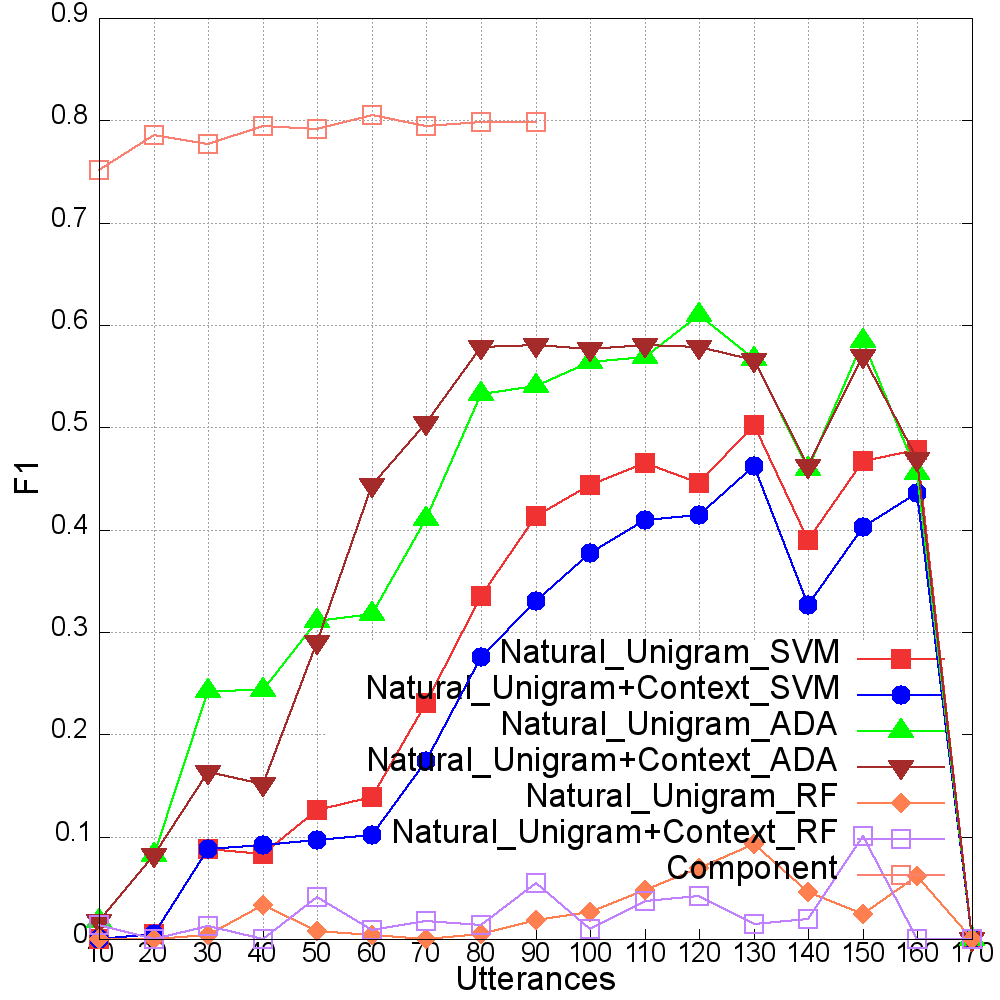 0.9
0.8
0.7
0.6
0.5
0.4
0.3
0.2
0.1
0
F1
Natural_Unigram_SVM
Natural_Unigram+Context_SVM
Natural_Unigram_ADA
Natural_Unigram+Context_ADA
Natural_Unigram_RF
Natural_Unigram+Context_RF
Component
10 20 30 40 50 60 70 80 90 100 110 120 130 140 150 160 170
Utterances